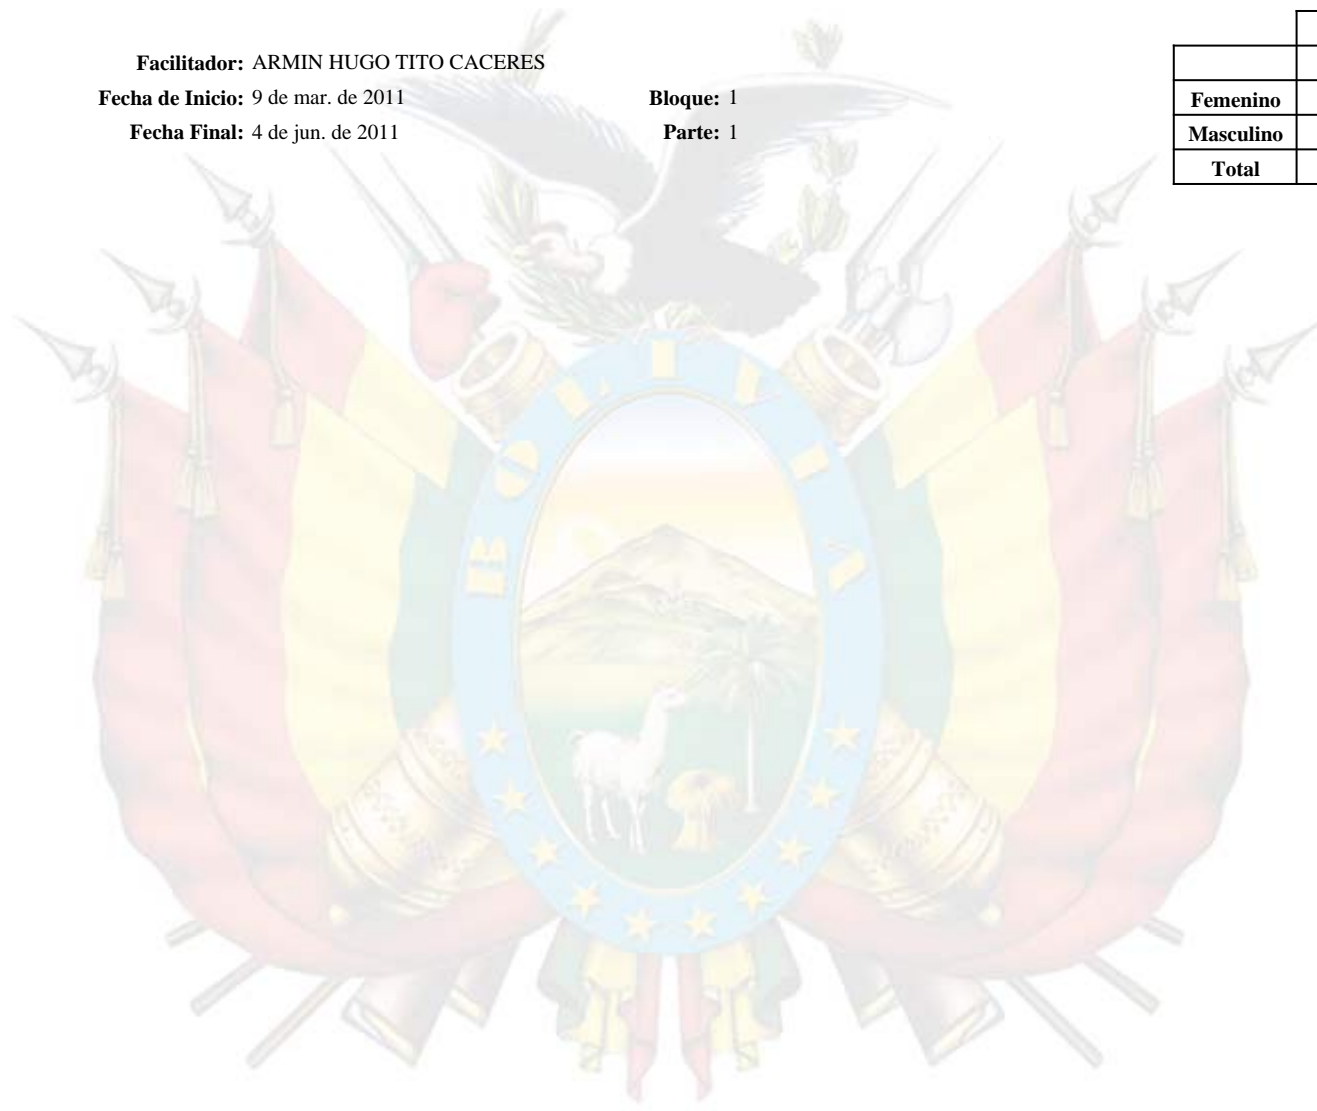 Facilitador: ARMIN HUGO TITO CACERES
Fecha de Inicio: 9 de mar. de 2011 Bloque: 1
Fecha Final: 4 de jun. de 2011 Parte: 1
Femenino
Masculino
Total
BOLIVIA